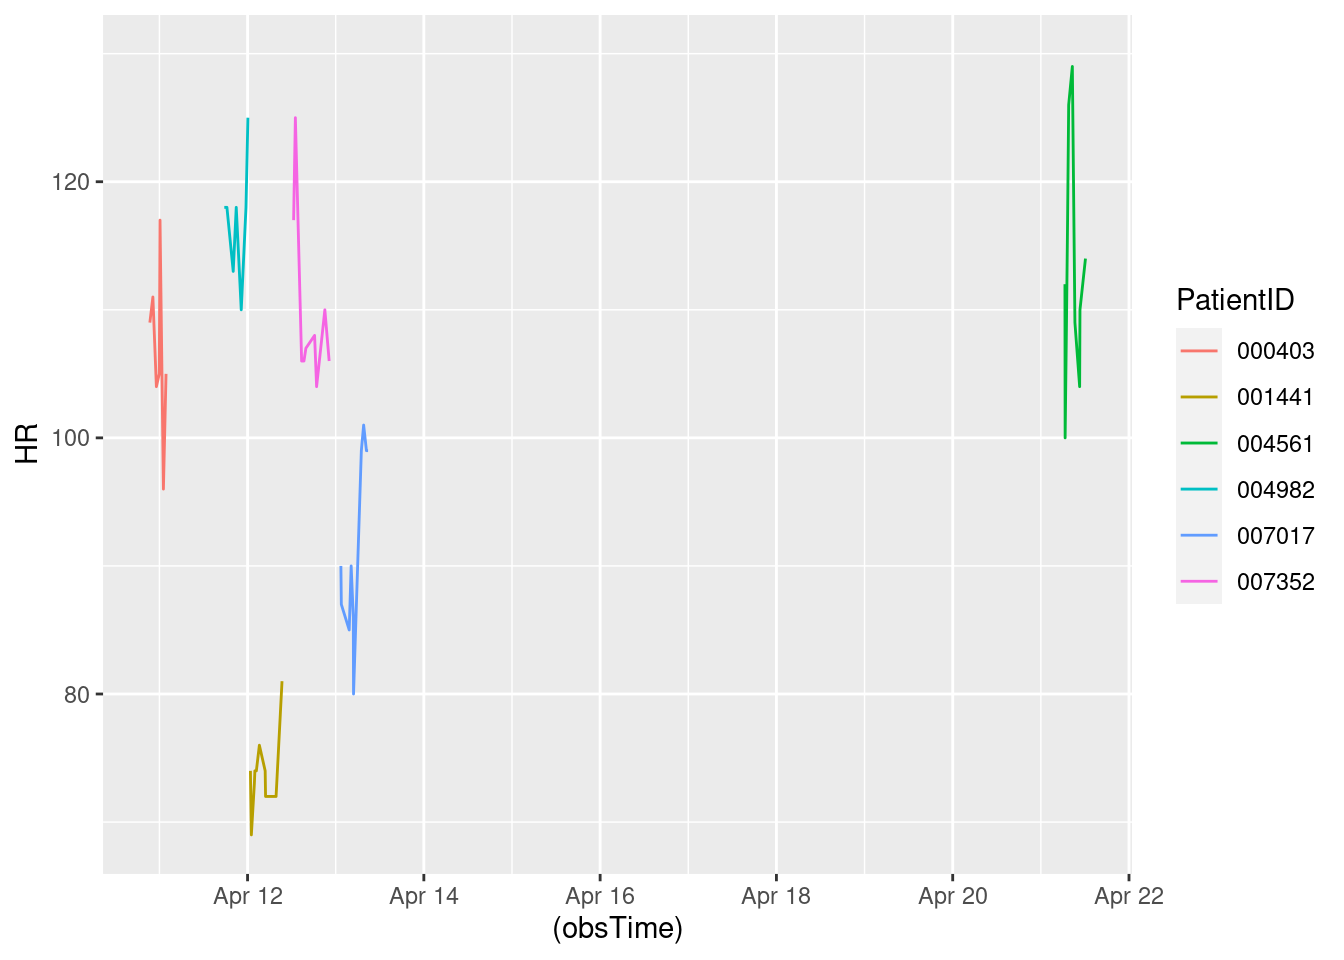 HR
120
100
80
Apr 12
Apr 14
Apr 16
Apr 18
Apr 20
Apr 22
(obsTime)
PatientID
000403
001441
004561
004982
007017
007352